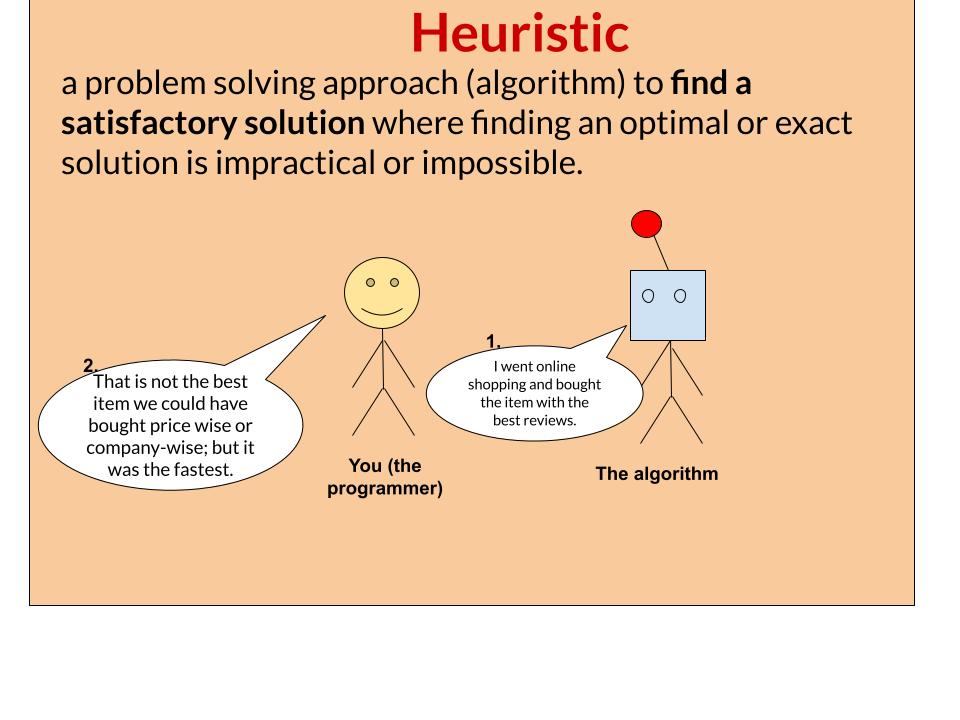 Heuristic
a problem solving approach (algorithm) to find a
satisfactory solution where finding an optimal or exact
solution is impractical or impossible.
1.
I went online
shopping and bought
the item with the
best reviews.
2.
That is not the best
item we could have
bought price wise or
company-wise; but it
was the fastest.
You (the
programmer)
The algorithm